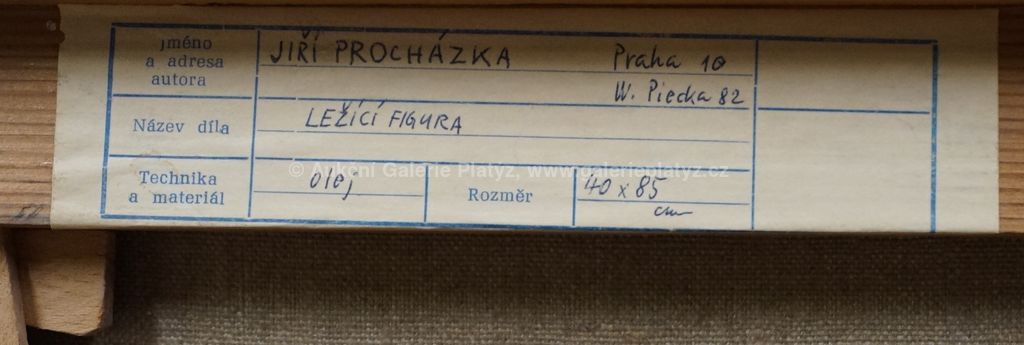 jméno
a adresa
autora
JIŘÍ PROCHÁZKA Praha 10
W. Piecka 82
Název díla
LEŽÍCÍ FIGURA
© Aukční Galerie Platýz, www.galerieplatyz.cz
Technika
a materiál
olej
Rozměr
40 x 85
cm